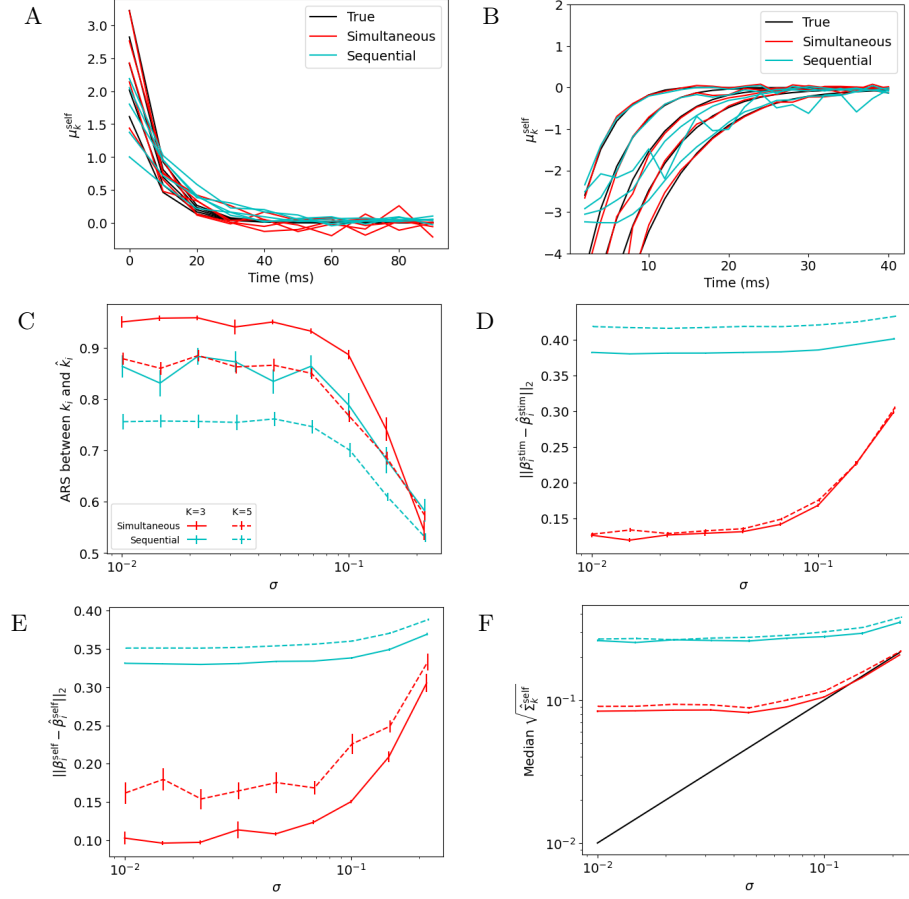 A
3.0
2.5
2.0
1.5
1.0
0.5
0.0
μ_k^self
True
Simultaneous
Sequential
0 20 40 60 80
Time (ms)
B
2
1
0
−1
−2
−3
−4
μ_k^self
True
Simultaneous
Sequential
10 20 30 40
Time (ms)
C
0.9
0.8
0.7
0.6
0.5
ARS between k_i and k̂_i
K=3 K=5
Simultaneous
Sequential
10⁻² 10⁻¹
σ
D
0.40
0.35
0.30
0.25
0.20
0.15
||β_i^stim − β̂_i^stim||₂
10⁻² 10⁻¹
σ
E
0.40
0.35
0.30
0.25
0.20
0.15
0.10
||β_i^self − β̂_i^self||₂
10⁻² 10⁻¹
σ
F
10⁻¹
10⁻²
Median √Σ̂_k^self
10⁻² 10⁻¹
σ